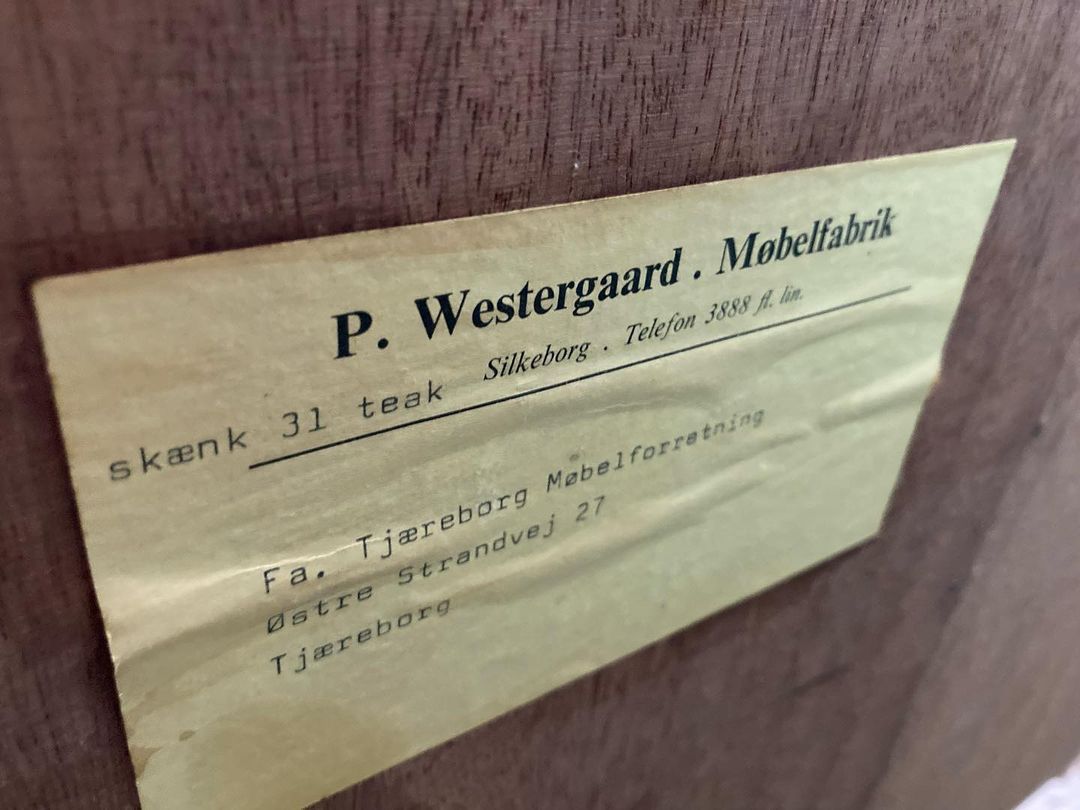 P. Westergaard . Møbelfabrik
Silkeborg . Telefon 3888 fl. lin.
skænk 31 teak
Fa. Tjæreborg Møbelforretning
Østre Strandvej 27
Tjæreborg